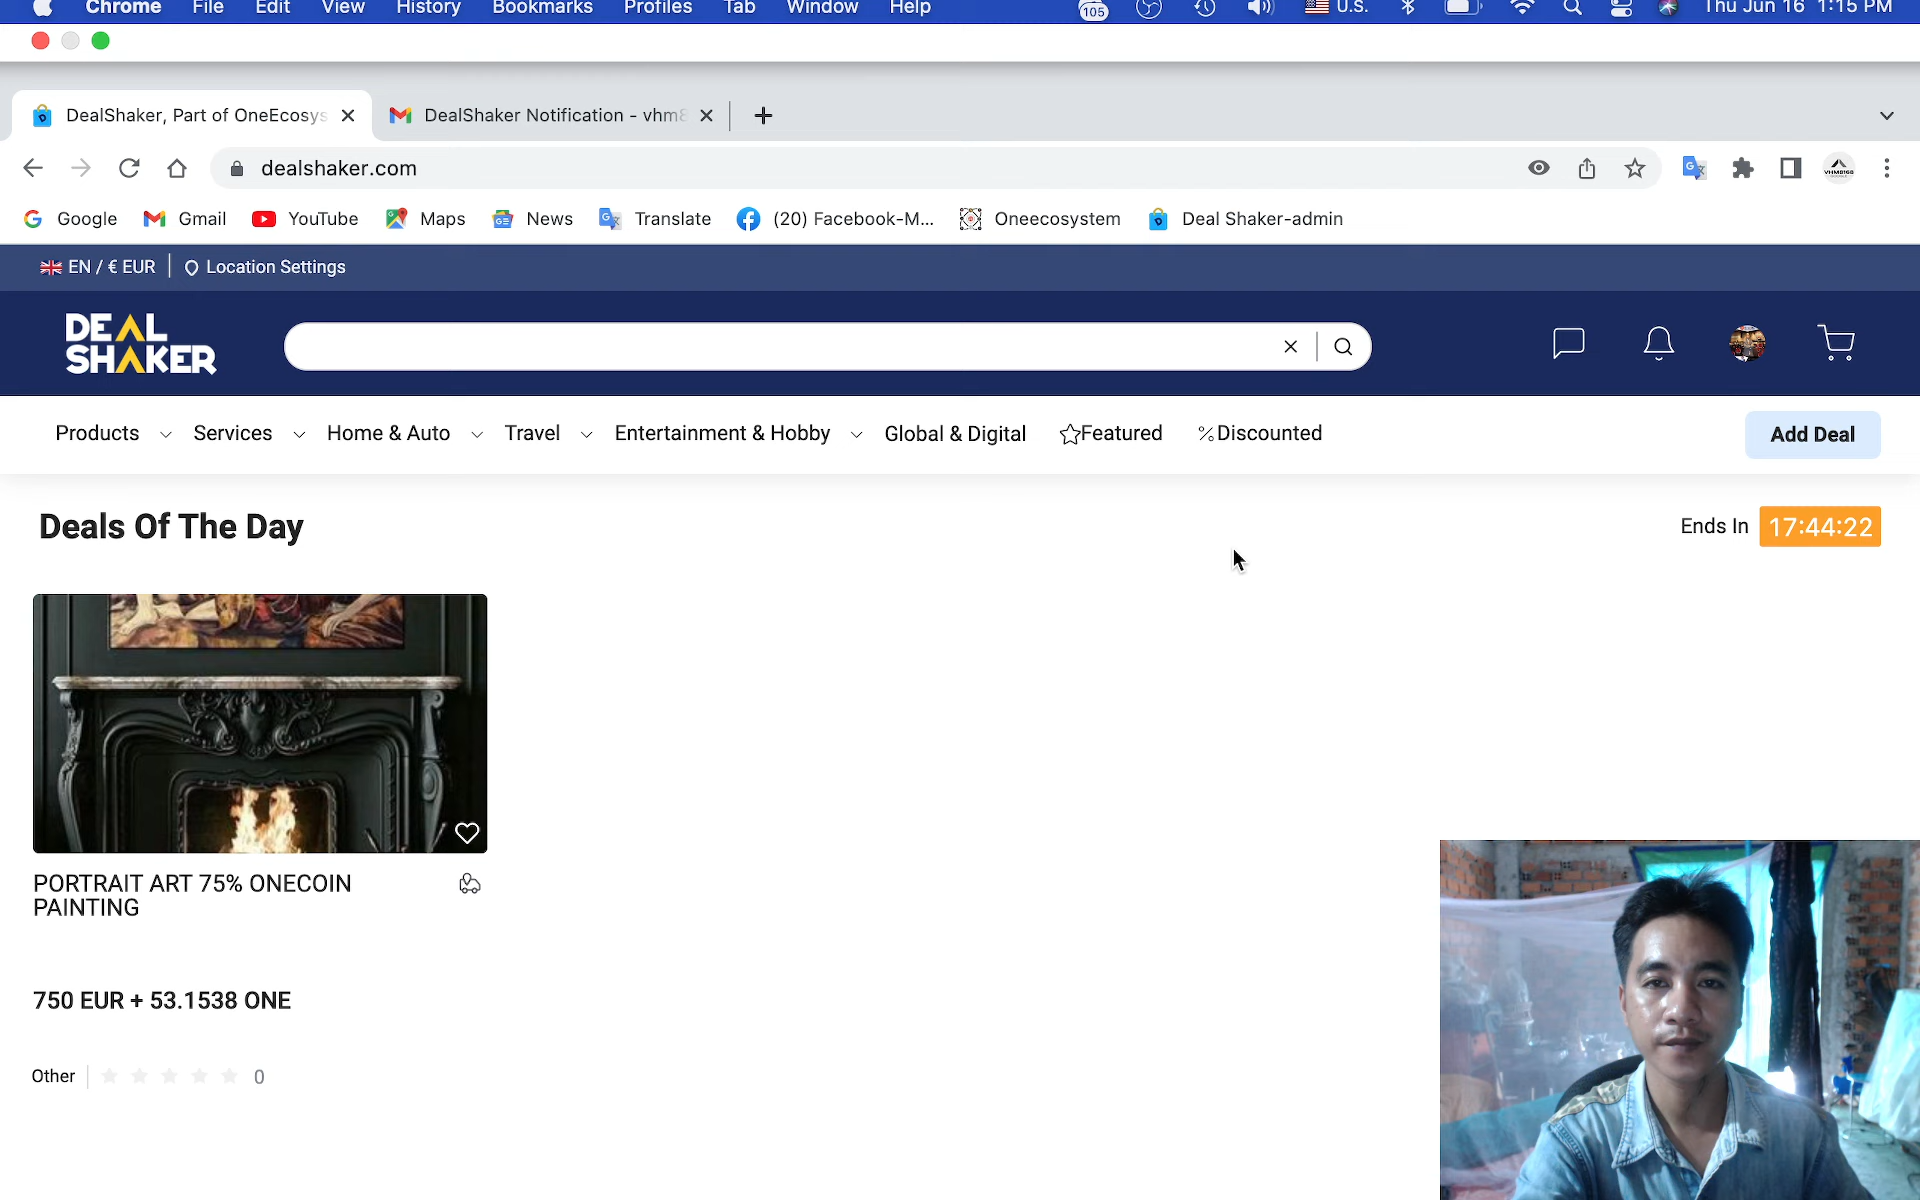 Chrome File Edit View History Bookmarks Profiles Tab Window Help 105 U.S. Thu Jun 16 1:15 PM
DealShaker, Part of OneEcosys DealShaker Notification - vhm8
dealshaker.com VHM8168
Google Gmail YouTube Maps News Translate (20) Facebook-M... Oneecosystem Deal Shaker-admin
EN / € EUR Location Settings
DEAL
SHAKER
Products Services Home & Auto Travel Entertainment & Hobby Global & Digital Featured Discounted Add Deal
Deals Of The Day Ends In 17:44:22
PORTRAIT ART 75% ONECOIN
PAINTING
750 EUR + 53.1538 ONE
Other 0